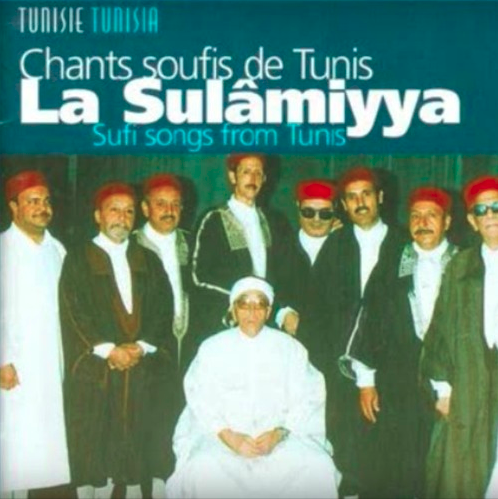 TUNISIE TUNISIA
Chants soufis de Tunis
La Sulâmiyya
Sufi songs from Tunis